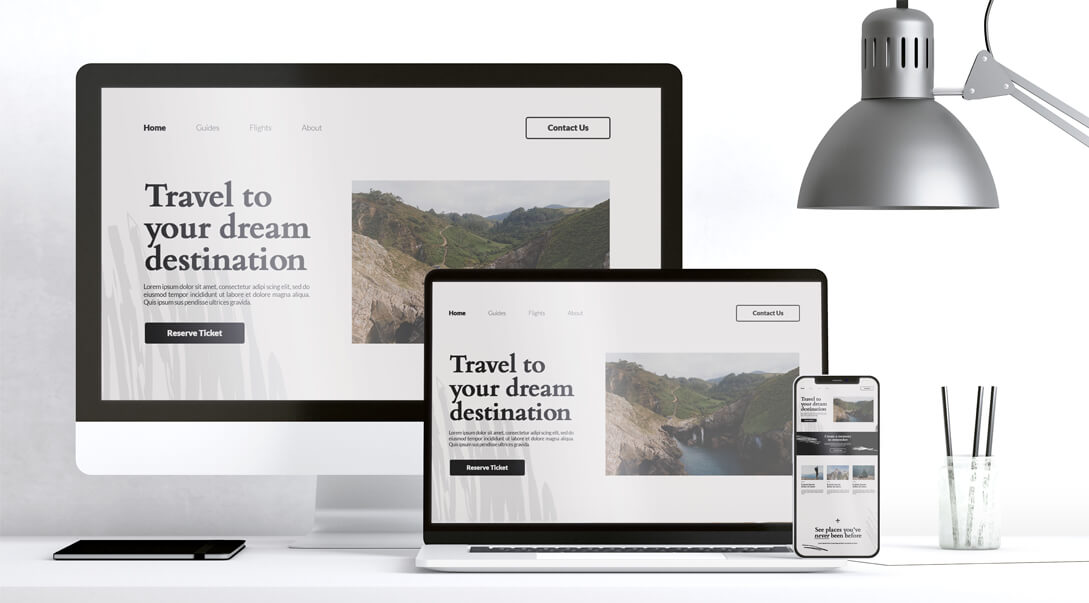 Home Guides Flights About Contact Us
Travel to
your dream
destination
Lorem ipsum dolor sit amet, consectetur adipi scing elit, sed do
eiusmod tempor incididunt ut labore et dolore magna aliqua.
Quis ipsum sus pendisse ultrices gravida.
Reserve Ticket
Home Guides Flights About Contact Us
Travel to
your dream
destination
Lorem ipsum dolor sit amet, consectetur adipi scing elit, sed do
eiusmod tempor incididunt ut labore et dolore magna aliqua.
Quis ipsum sus pendisse ultrices gravida.
Reserve Ticket
Travel to
your dream
destination
See places you've
never been before